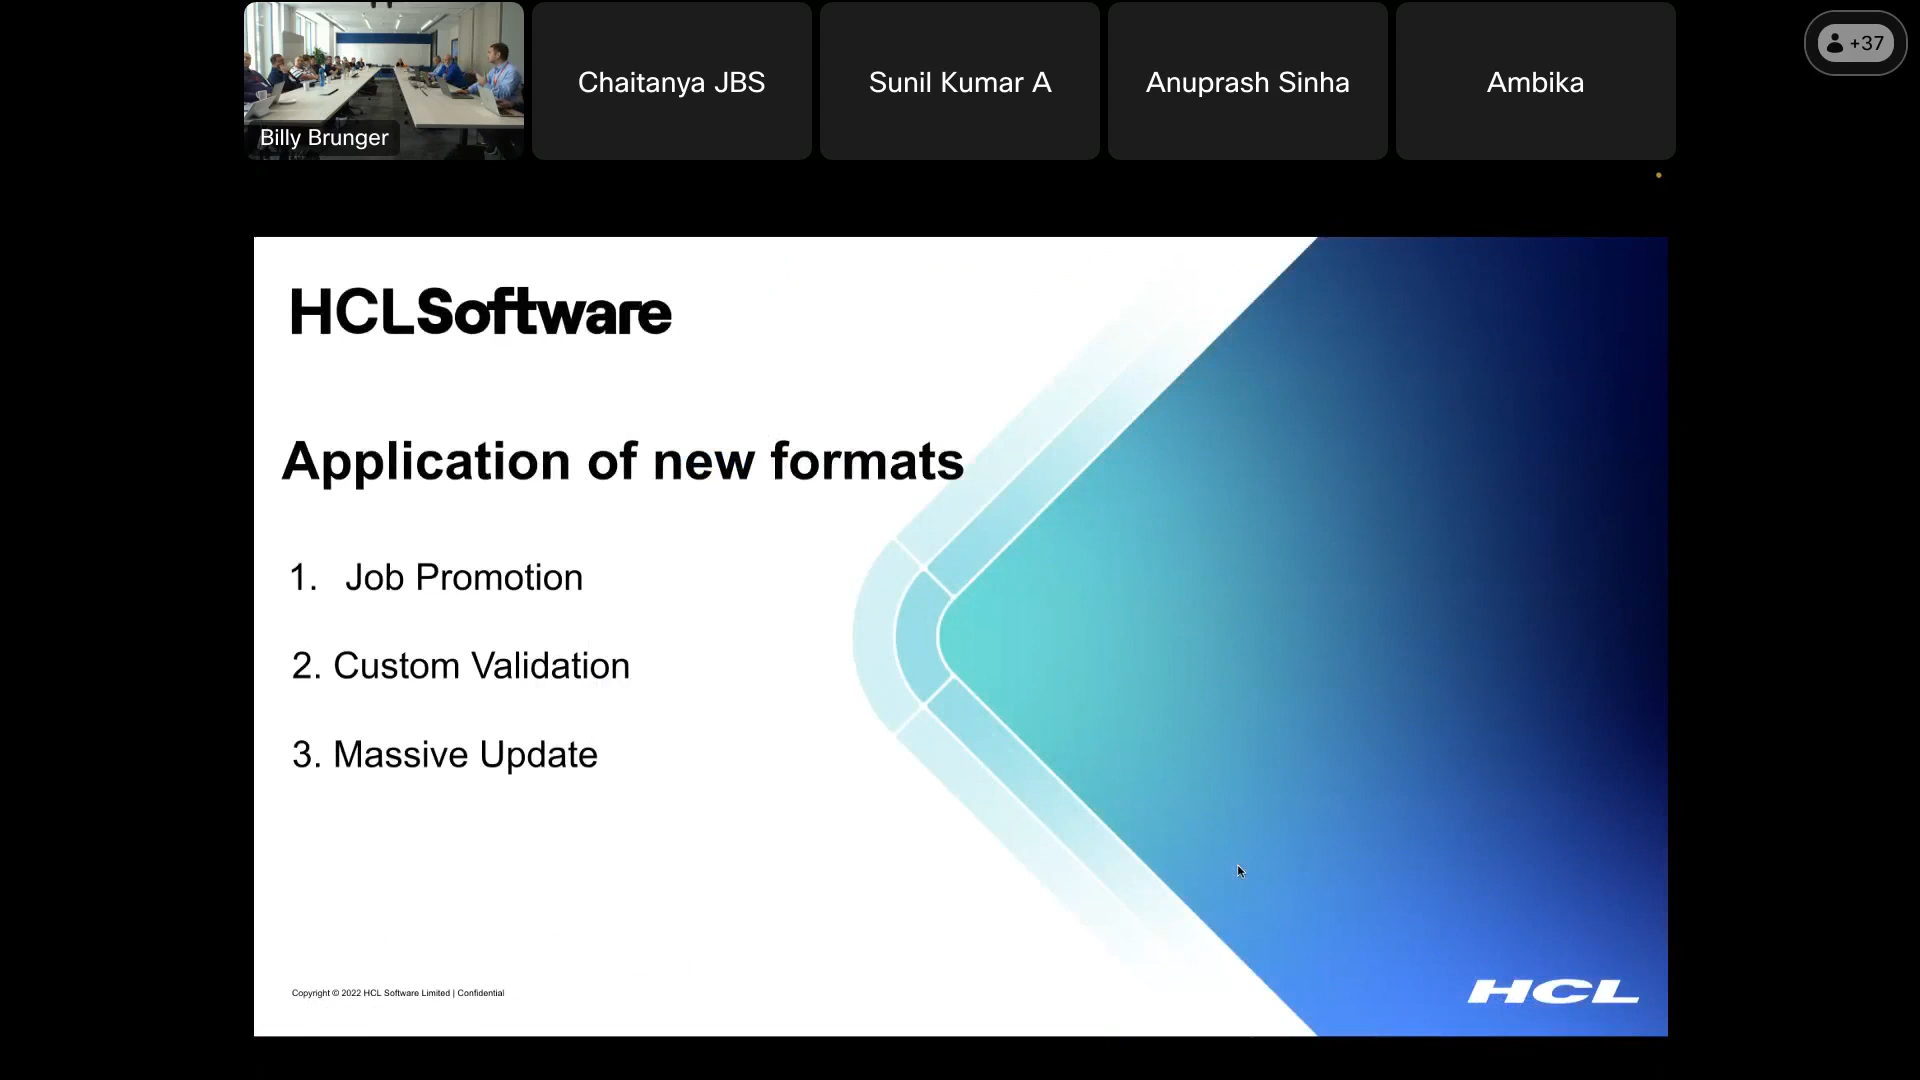 Billy Brunger
Chaitanya JBS
Sunil Kumar A
Anuprash Sinha
Ambika
+37
HCLSoftware
Application of new formats
1. Job Promotion
2. Custom Validation
3. Massive Update
Copyright © 2022 HCL Software Limited | Confidential
HCL